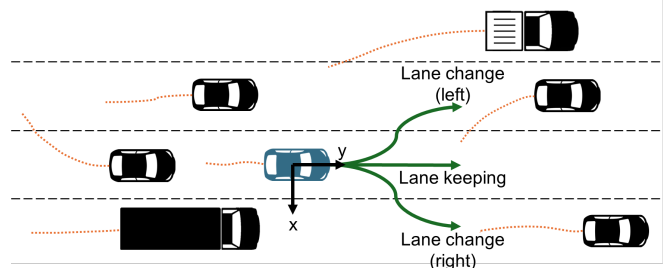 Lane change
(left)
y
Lane keeping
x
Lane change
(right)